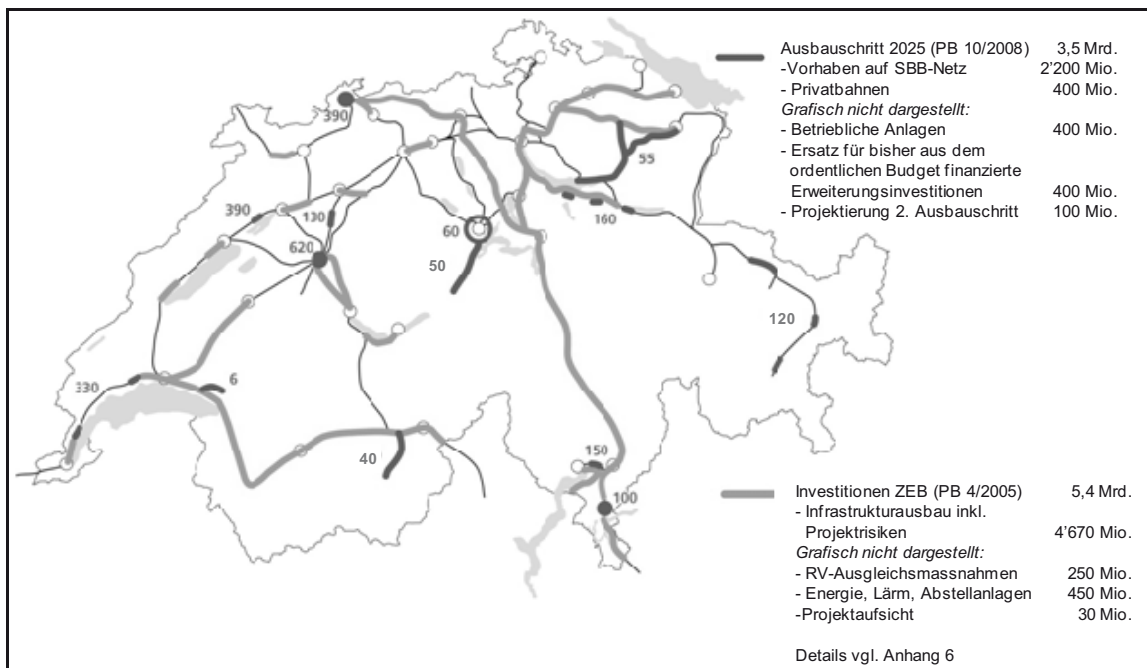 Ausbauschritt 2025 (PB 10/2008) 3,5 Mrd.
-Vorhaben auf SBB-Netz 2'200 Mio.
- Privatbahnen 400 Mio.
Grafisch nicht dargestellt:
- Betriebliche Anlagen 400 Mio.
- Ersatz für bisher aus dem
ordentlichen Budget finanzierte
Erweiterungsinvestitionen 400 Mio.
- Projektierung 2. Ausbauschritt 100 Mio.
390
55
390
130
160
60
620
50
120
330
6
40
150
100
Investitionen ZEB (PB 4/2005) 5,4 Mrd.
- Infrastrukturausbau inkl.
Projektrisiken 4'670 Mio.
Grafisch nicht dargestellt:
- RV-Ausgleichsmassnahmen 250 Mio.
- Energie, Lärm, Abstellanlagen 450 Mio.
-Projektaufsicht 30 Mio.
Details vgl. Anhang 6